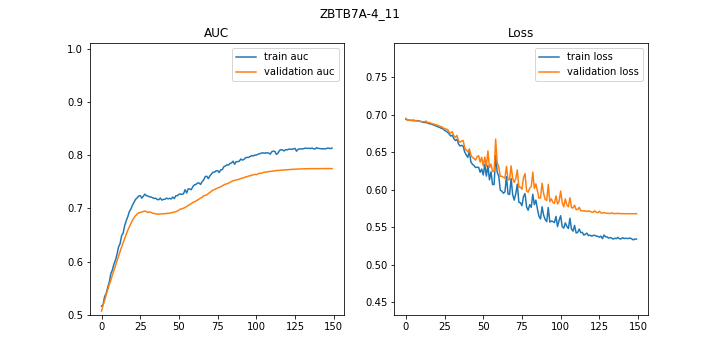 ZBTB7A-4_11
AUC
Loss
train auc
validation auc
train loss
validation loss
1.0
0.9
0.8
0.7
0.6
0.5
0 25 50 75 100 125 150
0.75
0.70
0.65
0.60
0.55
0.50
0.45
0 25 50 75 100 125 150